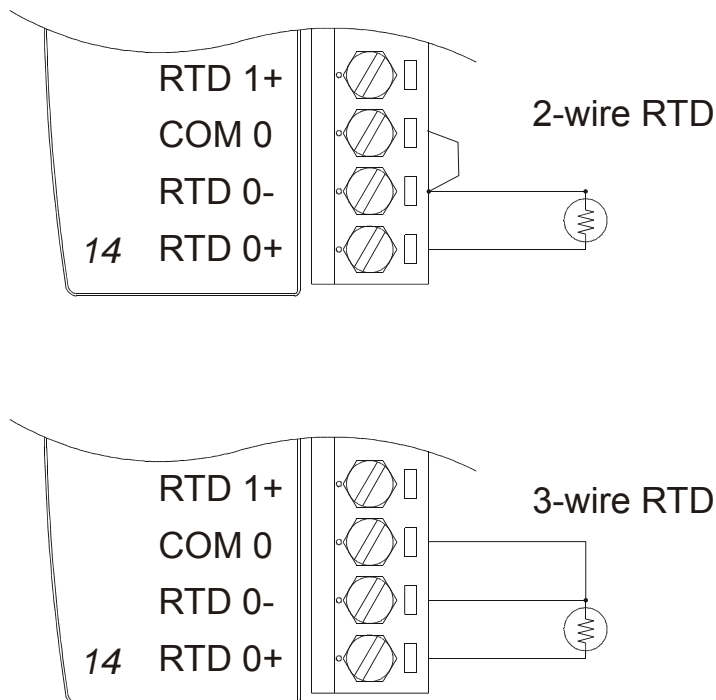 RTD 1+
COM 0
2-wire RTD
RTD 0-
14 RTD 0+
RTD 1+
3-wire RTD
COM 0
RTD 0-
14 RTD 0+